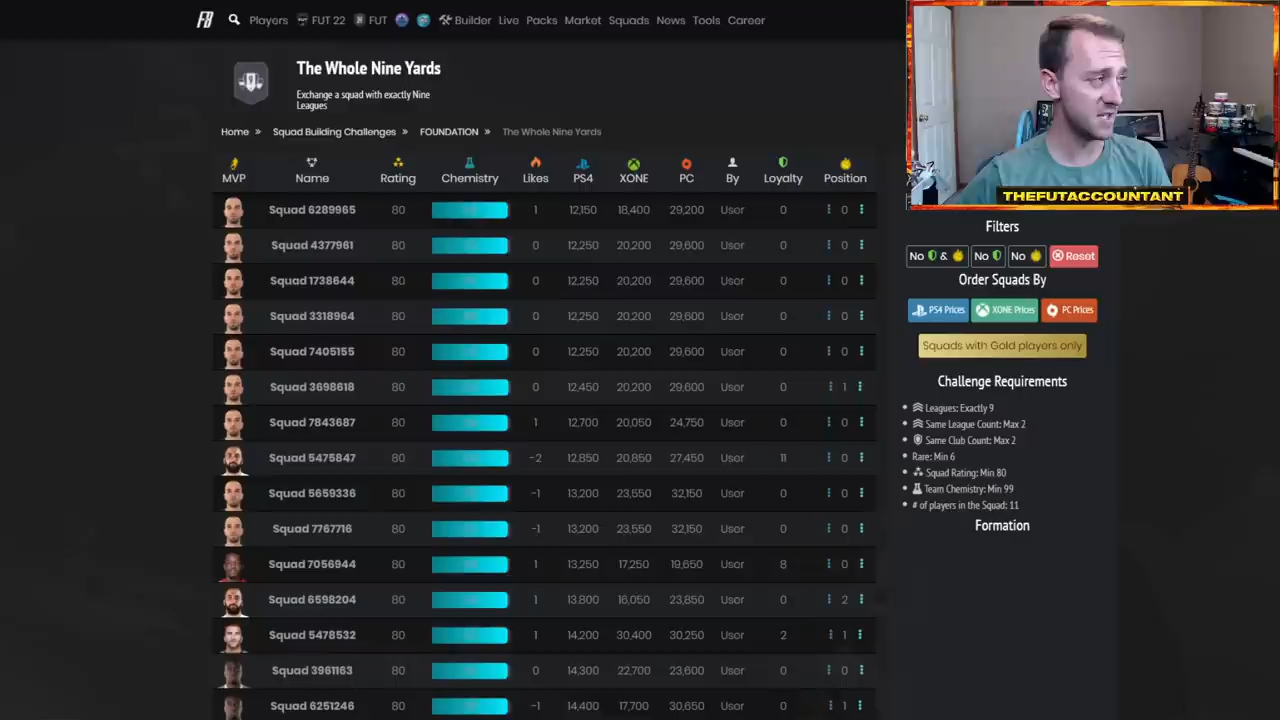 FB Players FUT 22 FUT Builder Live Packs Market Squads News Tools Career
The Whole Nine Yards
Exchange a squad with exactly Nine
Leagues
Home » Squad Building Challenges » FOUNDATION » The Whole Nine Yards
MVP Name Rating Chemistry Likes PS4 XONE PC By Loyalty Position
Squad 6289965 80 1 12,150 18,400 29,200 User 0 0
Squad 4377961 80 0 12,250 20,200 29,600 User 0 0
Squad 1728644 80 0 12,250 20,200 29,600 User 0 0
Squad 3318964 80 0 12,250 20,200 29,600 User 0 0
Squad 7489565 80 0 12,250 20,200 29,600 User 0 0
Squad 3698618 80 0 12,450 20,200 29,600 User 0 1
Squad 7843687 80 1 12,700 20,050 24,750 User 0 0
Squad 5475847 80 -2 12,850 20,850 27,450 User 11 0
Squad 5659336 80 -1 13,200 23,550 32,150 User 0 0
Squad 7767716 80 -1 13,200 23,550 32,150 User 0 0
Squad 7056944 80 1 13,250 17,250 19,650 User 8 0
Squad 6598204 80 1 13,800 16,050 23,850 User 0 2
Squad 5478532 80 1 14,200 30,400 30,250 User 2 1
Squad 3961163 80 0 14,300 22,700 23,600 User 0 0
Squad 6251246 80 -1 14,400 17,700 30,650 User 0 1
THEFUTACCOUNTANT
Filters
No & No No Reset
Order Squads By
PS4 Prices XONE Prices PC Prices
Squads with Gold players only
Challenge Requirements
Leagues: Exactly 9
Same League Count: Max 2
Same Club Count: Max 2
Rare: Min 6
Squad Rating: Min 80
Team Chemistry: Min 99
# of players in the Squad: 11
Formation